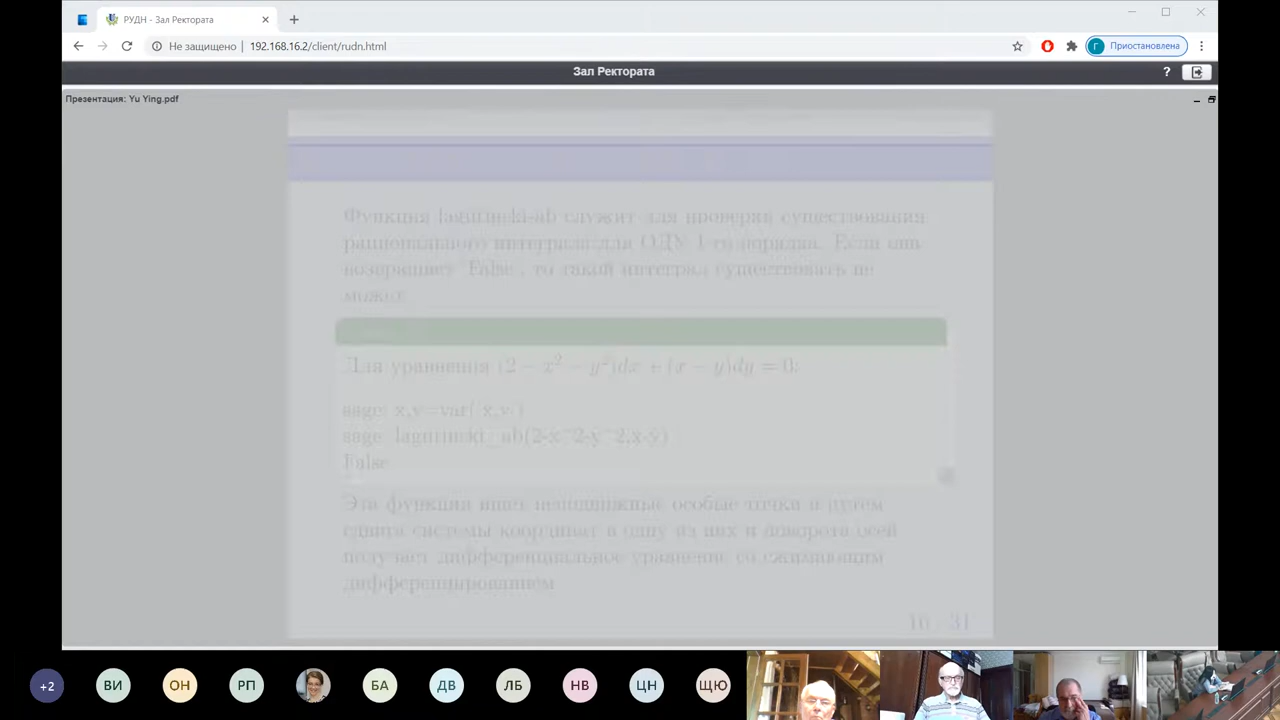 РУДН - Зал Ректората
Не защищено
192.168.16.2/client/rudn.html
Приостановлена
Зал Ректората
?
Презентация: Yu Ying.pdf
Функция lagutinski-ab служит для проверки существования
рационального интеграла для ОДУ 1-го порядка. Если она
возвращает False, то такой интеграл существовать не
может
Для уравнения (2 − x² − y²)dx + (x − y)dy = 0:
sage: x,y=var('x,y')
sage: lagutinski_ab(2-x^2-y^2,x-y)
False
Эта функция ищет неподвижные особые точки и путем
сдвига системы координат в одну из них и поворота осей
получает дифференциальное уравнение со сжимающим
дифференцированием
31
+2
ВИ
ОН
РП
БА
ДВ
ЛБ
НВ
ЦН
ЩЮ